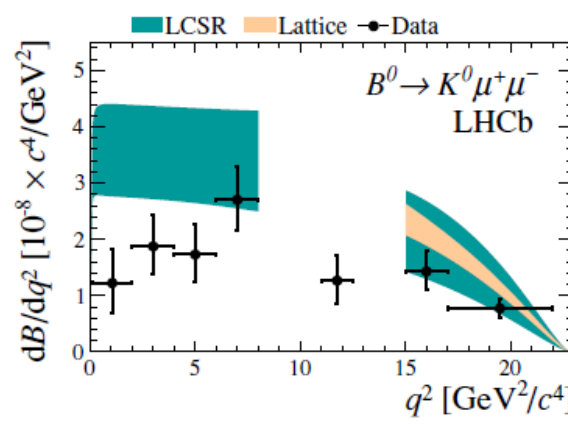 LCSR Lattice Data
B⁰ → K⁰μ⁺μ⁻
LHCb
dB/dq² [10⁻⁸ × c⁴/GeV²]
5
4
3
2
1
0
0 5 10 15 20
q² [GeV²/c⁴]